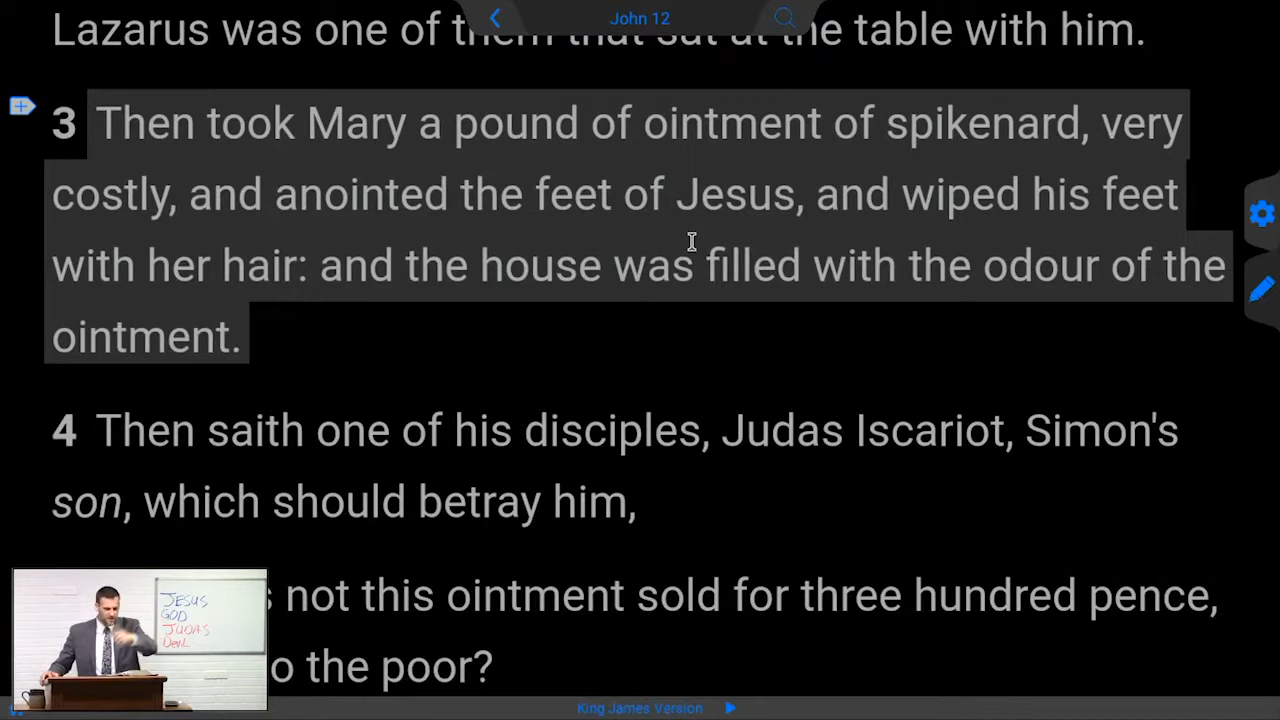 John 12
Lazarus was one of them that sat at the table with him.
3 Then took Mary a pound of ointment of spikenard, very
costly, and anointed the feet of Jesus, and wiped his feet
with her hair: and the house was filled with the odour of the
ointment.
4 Then saith one of his disciples, Judas Iscariot, Simon's
son, which should betray him,
not this ointment sold for three hundred pence,
the poor?
JESUS
GOD
JUDAS
Devil
King James Version